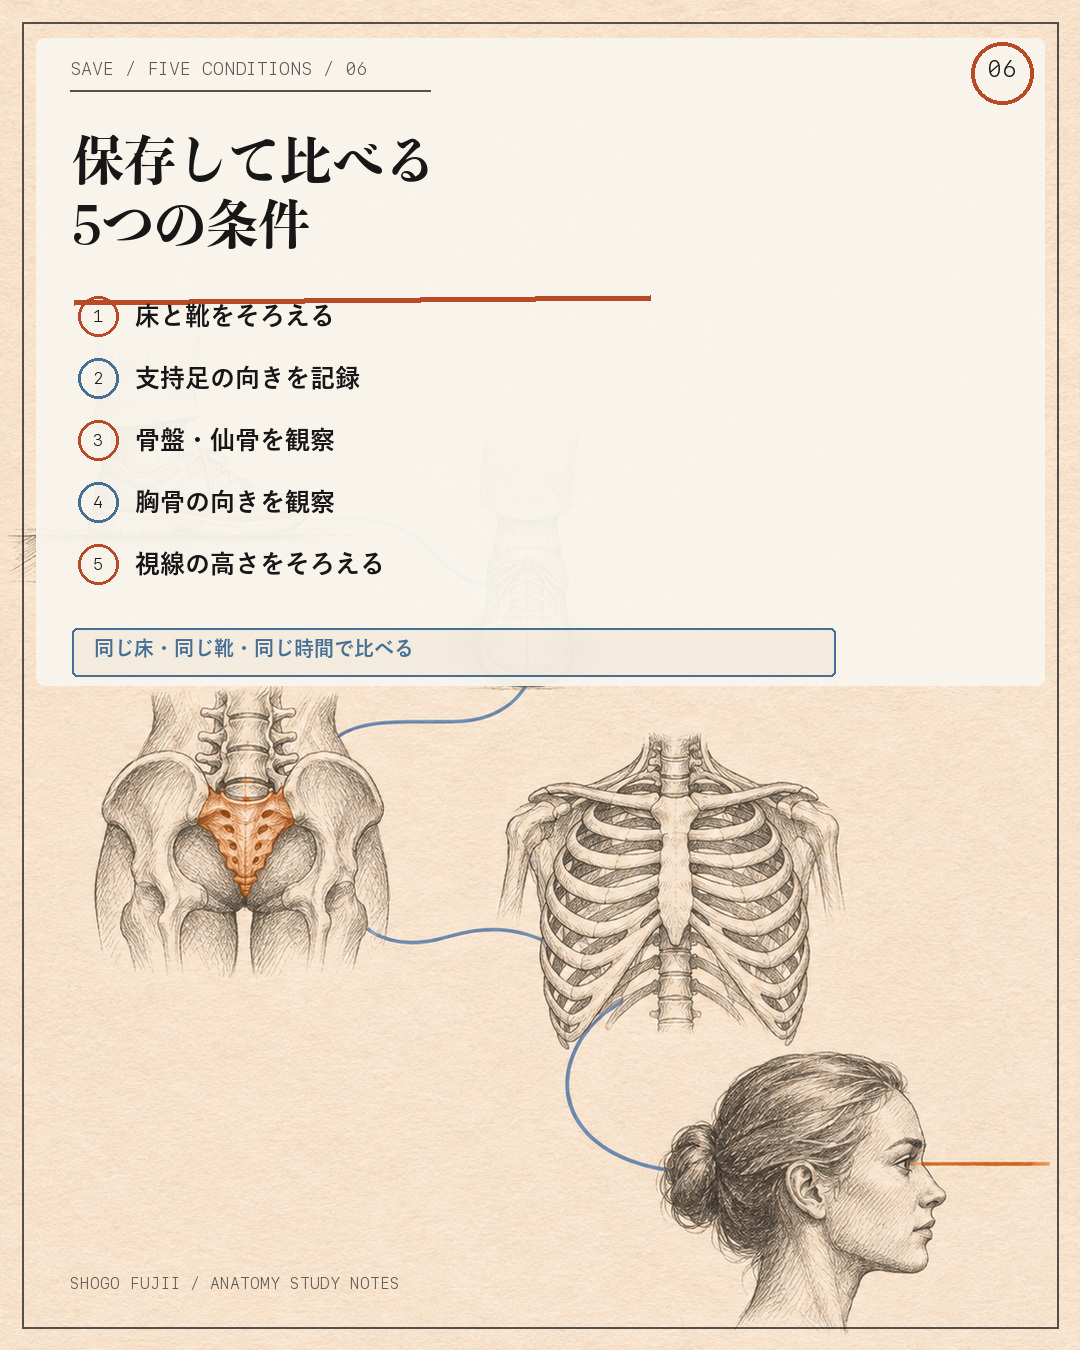 SAVE / FIVE CONDITIONS / 06
06
保存して比べる
5つの条件
1 床と靴をそろえる
2 支持足の向きを記録
3 骨盤・仙骨を観察
4 胸骨の向きを観察
5 視線の高さをそろえる
同じ床・同じ靴・同じ時間で比べる
SHOGO FUJII / ANATOMY STUDY NOTES